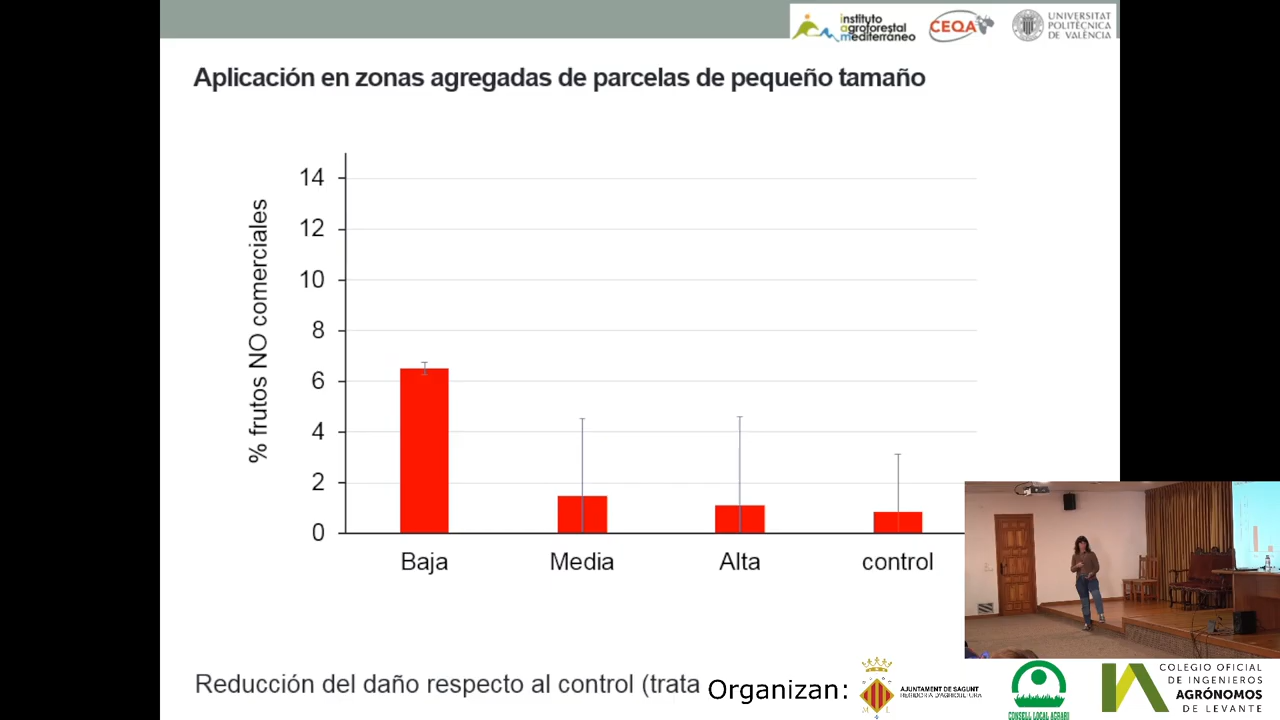 instituto
agroforestal
mediterráneo
CEQA
UNIVERSITAT
POLITÈCNICA
DE VALÈNCIA
Aplicación en zonas agregadas de parcelas de pequeño tamaño
% frutos NO comerciales
14
12
10
8
6
4
2
0
Baja
Media
Alta
control
Reducción del daño respecto al control (trata
Organizan:
AJUNTAMENT DE SAGUNT
REGIDORIA D'AGRICULTURA
CONSELL LOCAL AGRARI
COLEGIO OFICIAL
DE INGENIEROS
AGRÓNOMOS
DE LEVANTE